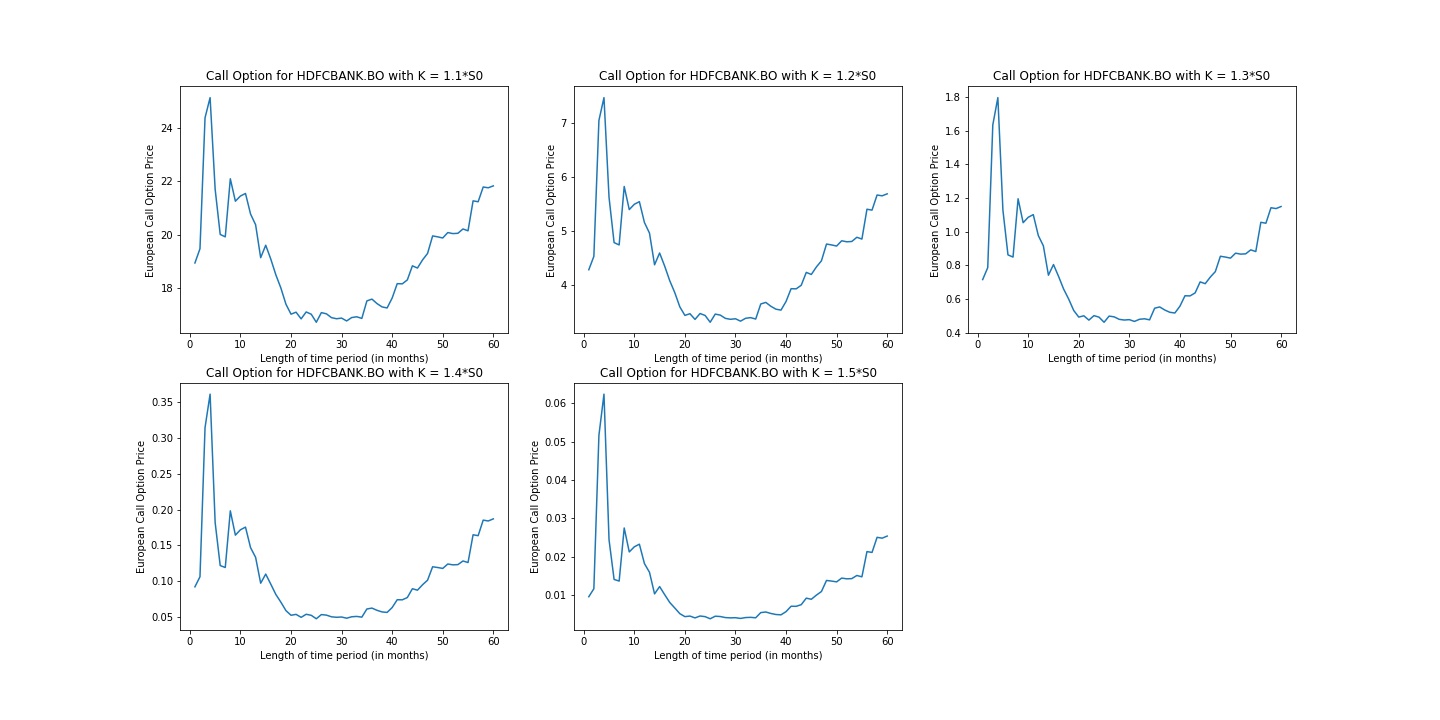 Call Option for HDFCBANK.BO with K = 1.1*S0
European Call Option Price
24
22
20
18
0 10 20 30 40 50 60
Length of time period (in months)
Call Option for HDFCBANK.BO with K = 1.2*S0
European Call Option Price
7
6
5
4
0 10 20 30 40 50 60
Length of time period (in months)
Call Option for HDFCBANK.BO with K = 1.3*S0
European Call Option Price
1.8
1.6
1.4
1.2
1.0
0.8
0.6
0.4
0 10 20 30 40 50 60
Length of time period (in months)
Call Option for HDFCBANK.BO with K = 1.4*S0
European Call Option Price
0.35
0.30
0.25
0.20
0.15
0.10
0.05
0 10 20 30 40 50 60
Length of time period (in months)
Call Option for HDFCBANK.BO with K = 1.5*S0
European Call Option Price
0.06
0.05
0.04
0.03
0.02
0.01
0 10 20 30 40 50 60
Length of time period (in months)